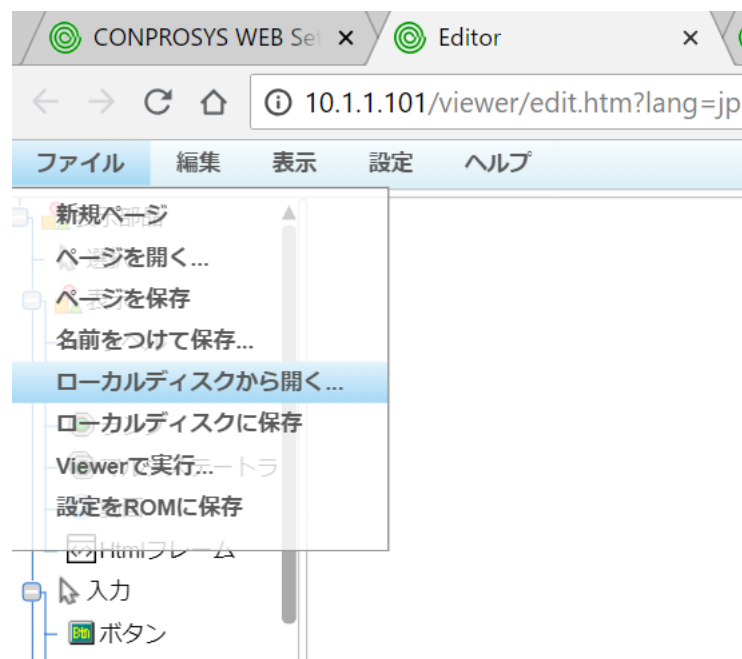 CONPROSYS WEB Se
Editor
10.1.1.101/viewer/edit.htm?lang=jp
ファイル 編集 表示 設定 ヘルプ
新規ページ
ページを開く...
ページを保存
名前をつけて保存...
ローカルディスクから開く...
ローカルディスクに保存
Viewerで実行...
設定をROMに保存
Htmlフレーム
入力
ボタン